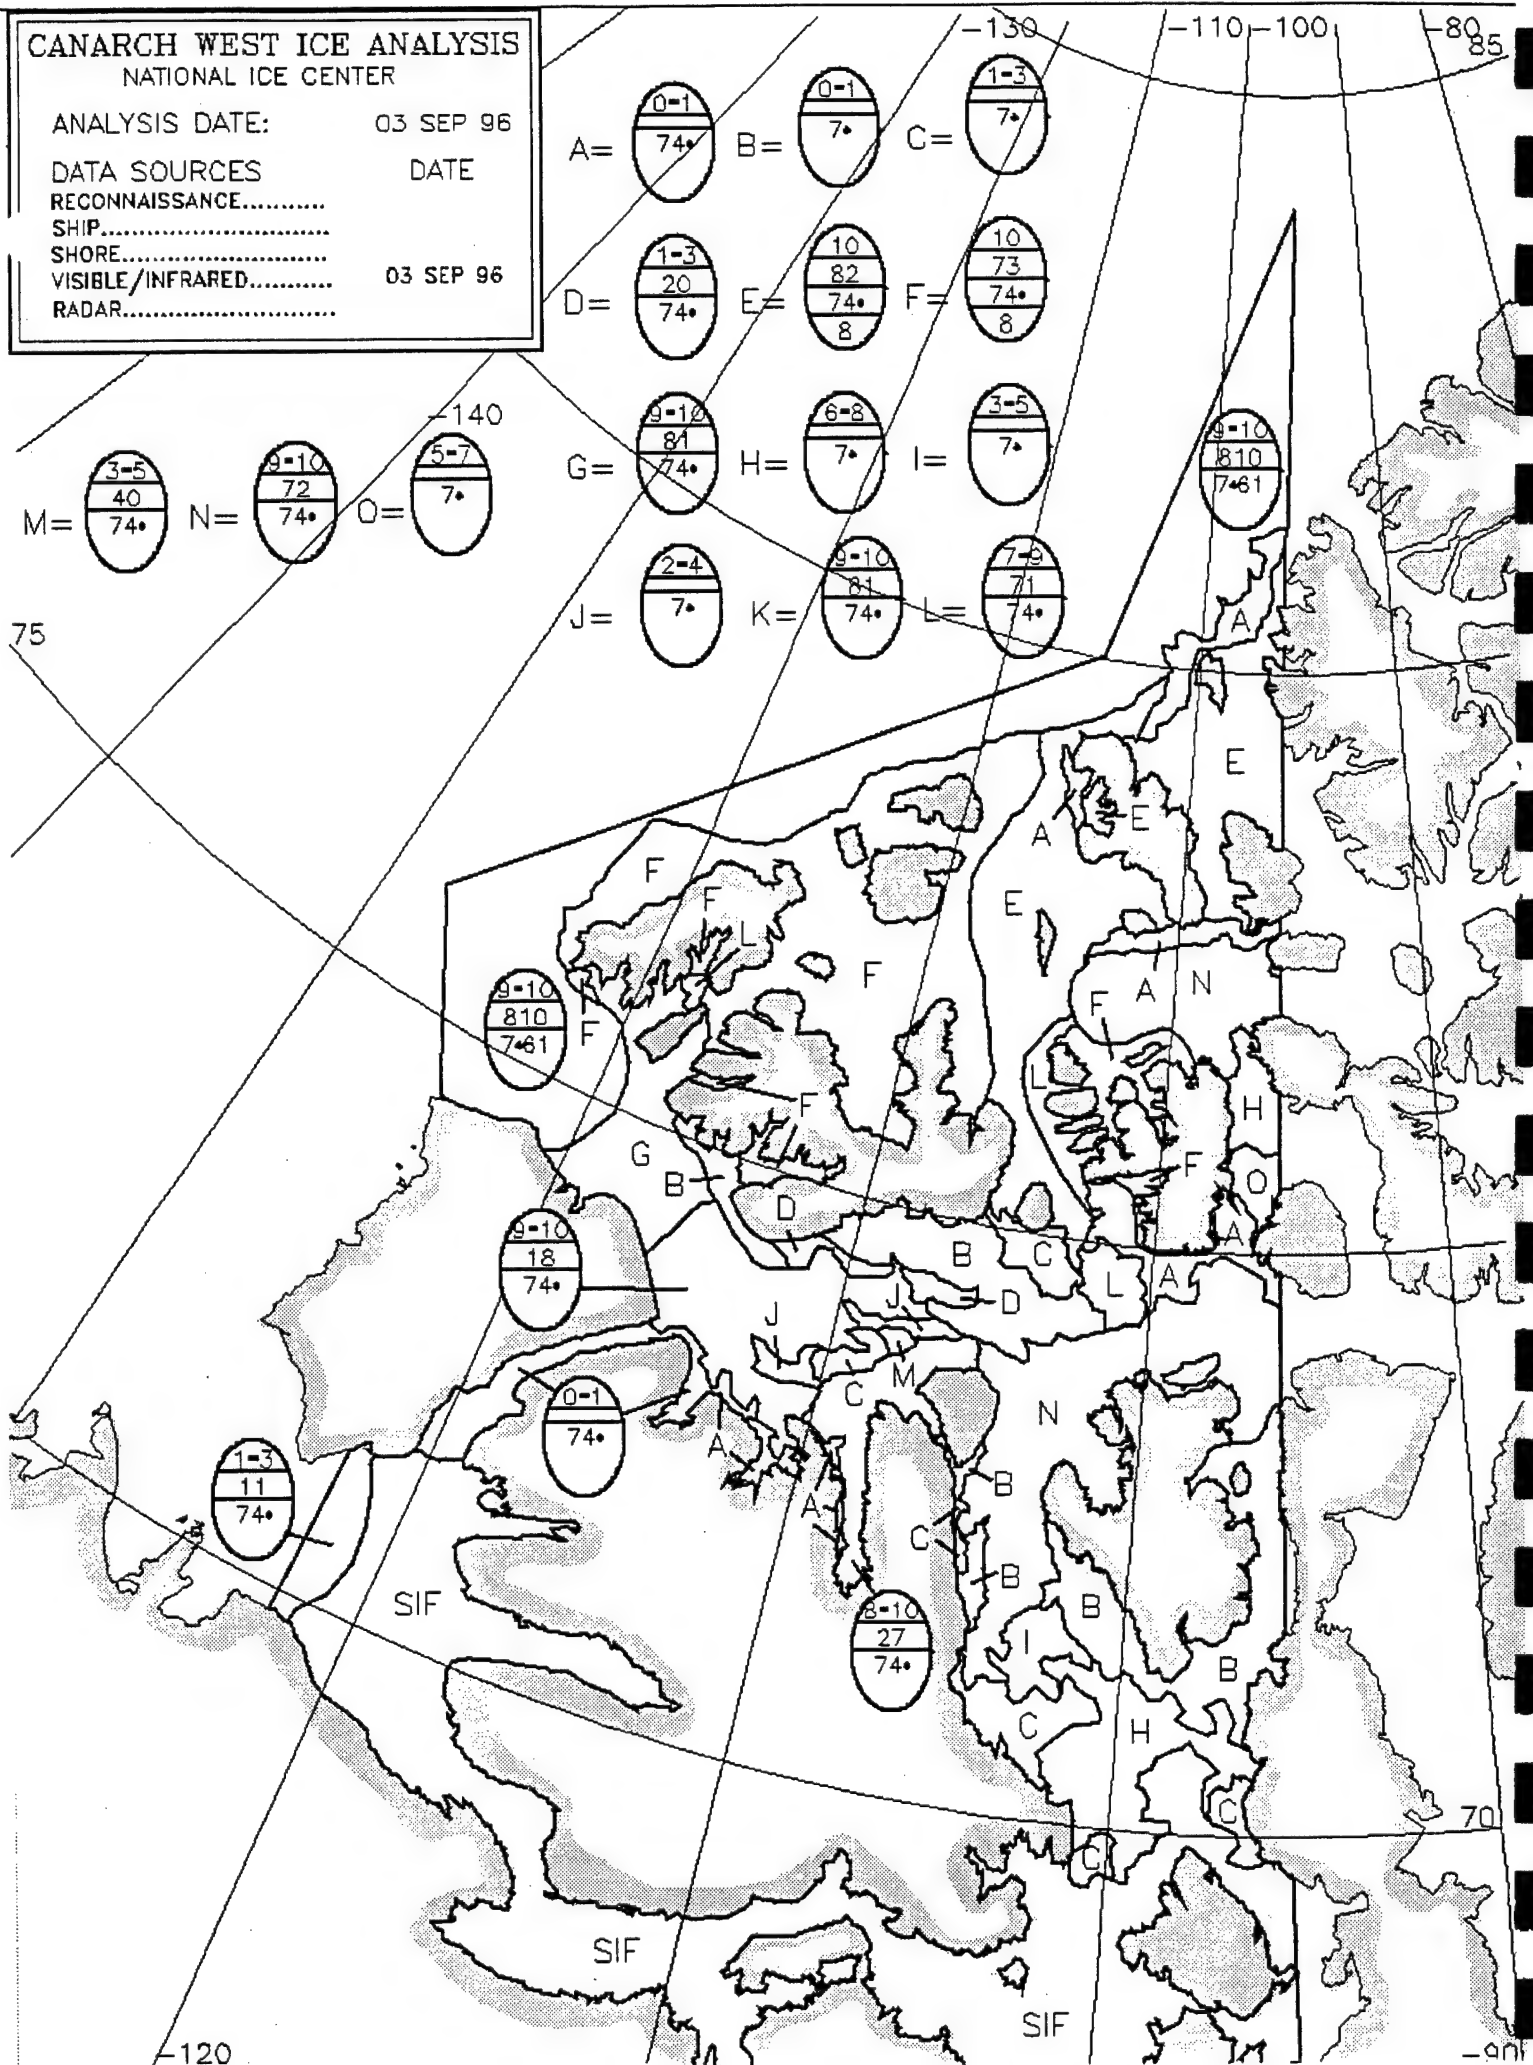 CANARCH WEST ICE ANALYSIS
NATIONAL ICE CENTER
ANALYSIS DATE: 03 SEP 96
DATA SOURCES DATE
RECONNAISSANCE...........
SHIP.............................
SHORE..........................
VISIBLE/INFRARED........... 03 SEP 96
RADAR...........................
-130
-110
-100
-80
85
A=
0-1
74•
B=
0-1
7•
C=
1-3
7•
D=
1-3
20
74•
E=
10
82
74•
8
F=
10
73
74•
8
G=
9-10
81
74•
H=
6-8
7•
I=
3-5
7•
-140
M=
3-5
40
74•
N=
9-10
72
74•
O=
5-7
7•
J=
2-4
7•
K=
9-10
81
74•
L=
7-9
71
74•
9-10
810
7•61
75
A
E
A
E
F
F
L
E
F
A
N
F
9-10
810
7•61
F
L
H
F
G
B
F
O
D
A
B
C
L
A
9-10
18
74•
J
D
J
M
C
N
0-1
74•
A
B
A
C
B
B
1-3
11
74•
SIF
I
B
8-10
27
74•
C
H
C
70
C
SIF
SIF
-120
-90